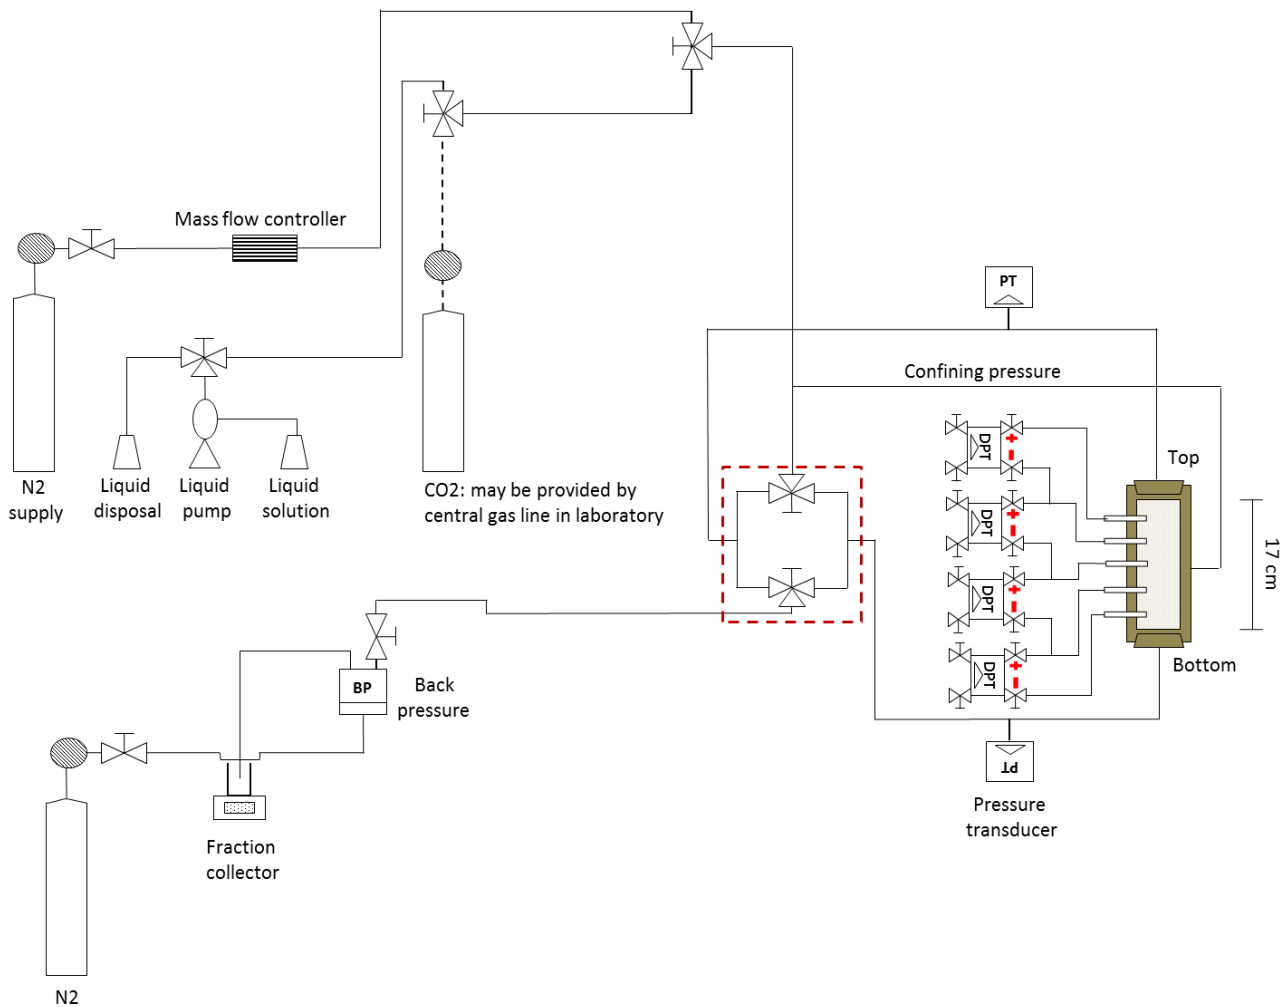 Mass flow controller
PT
Confining pressure
DPT
+
-
Top
N2
supply
Liquid
disposal
Liquid
pump
Liquid
solution
CO2: may be provided by
central gas line in laboratory
DPT
+
-
17 cm
DPT
+
-
DPT
+
-
Bottom
BP
Back
pressure
PT
Pressure
transducer
Fraction
collector
N2